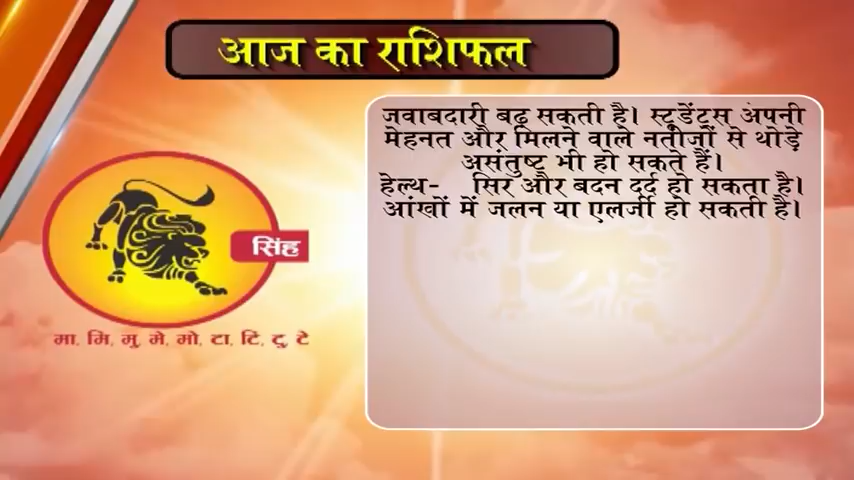 आज का राशिफल
जवाबदारी बढ़ सकती है। स्टूडेंट्स अपनी
मेहनत और मिलने वाले नतीजों से थोड़े
असंतुष्ट भी हो सकते हैं।
हेल्थ- सिर और बदन दर्द हो सकता है।
आंखों में जलन या एलर्जी हो सकती है।
सिंह
मा, मि, मु, मे, मो, टा, टि, टु, टे